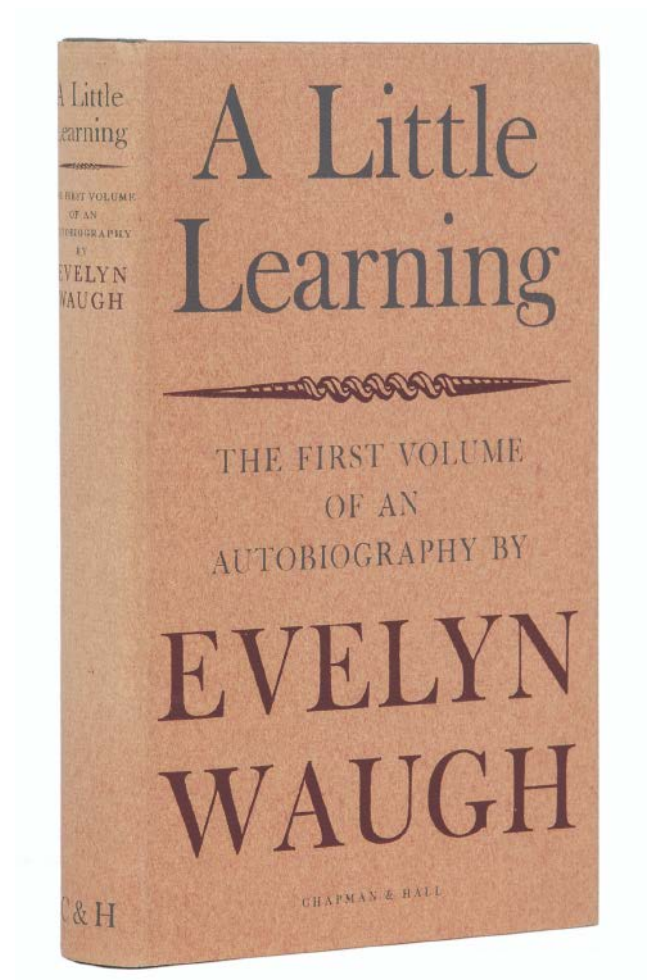 A Little
Learning
THE FIRST VOLUME
OF AN
AUTOBIOGRAPHY
BY
EVELYN
WAUGH
C & H
A Little
Learning
THE FIRST VOLUME
OF AN
AUTOBIOGRAPHY BY
EVELYN
WAUGH
CHAPMAN & HALL